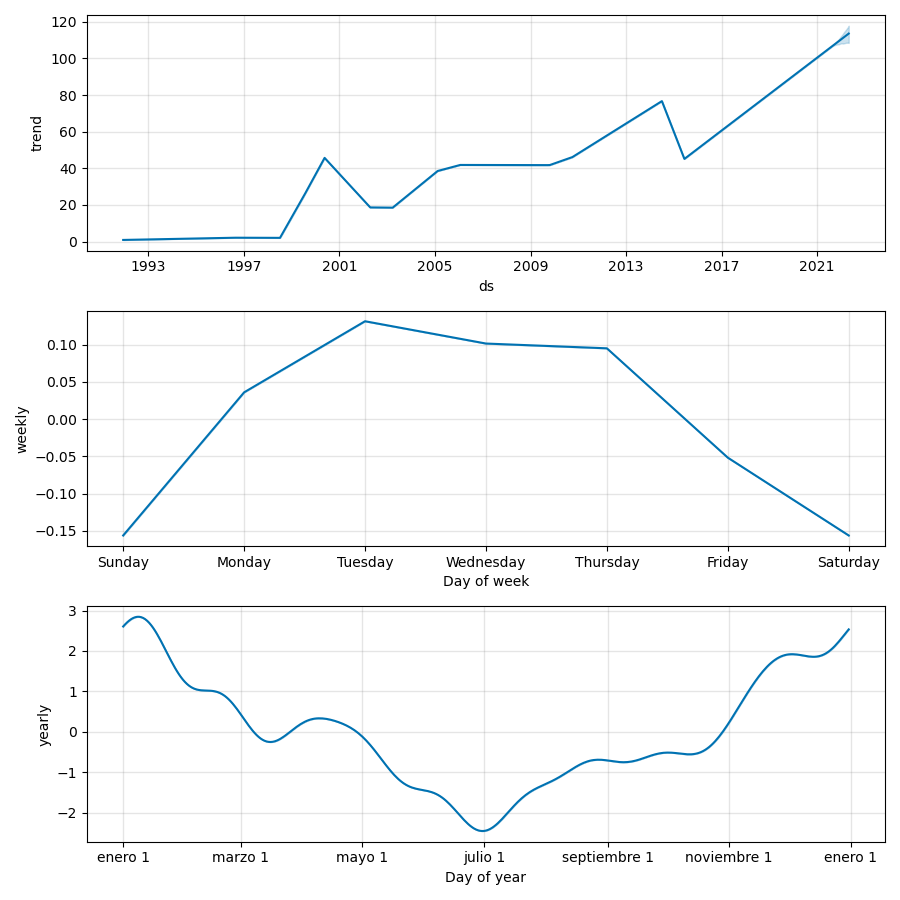 120
100
80
60
40
20
0
trend
1993 1997 2001 2005 2009 2013 2017 2021
ds
0.10
0.05
0.00
−0.05
−0.10
−0.15
weekly
Sunday Monday Tuesday Wednesday Thursday Friday Saturday
Day of week
3
2
1
0
−1
−2
yearly
enero 1 marzo 1 mayo 1 julio 1 septiembre 1 noviembre 1 enero 1
Day of year